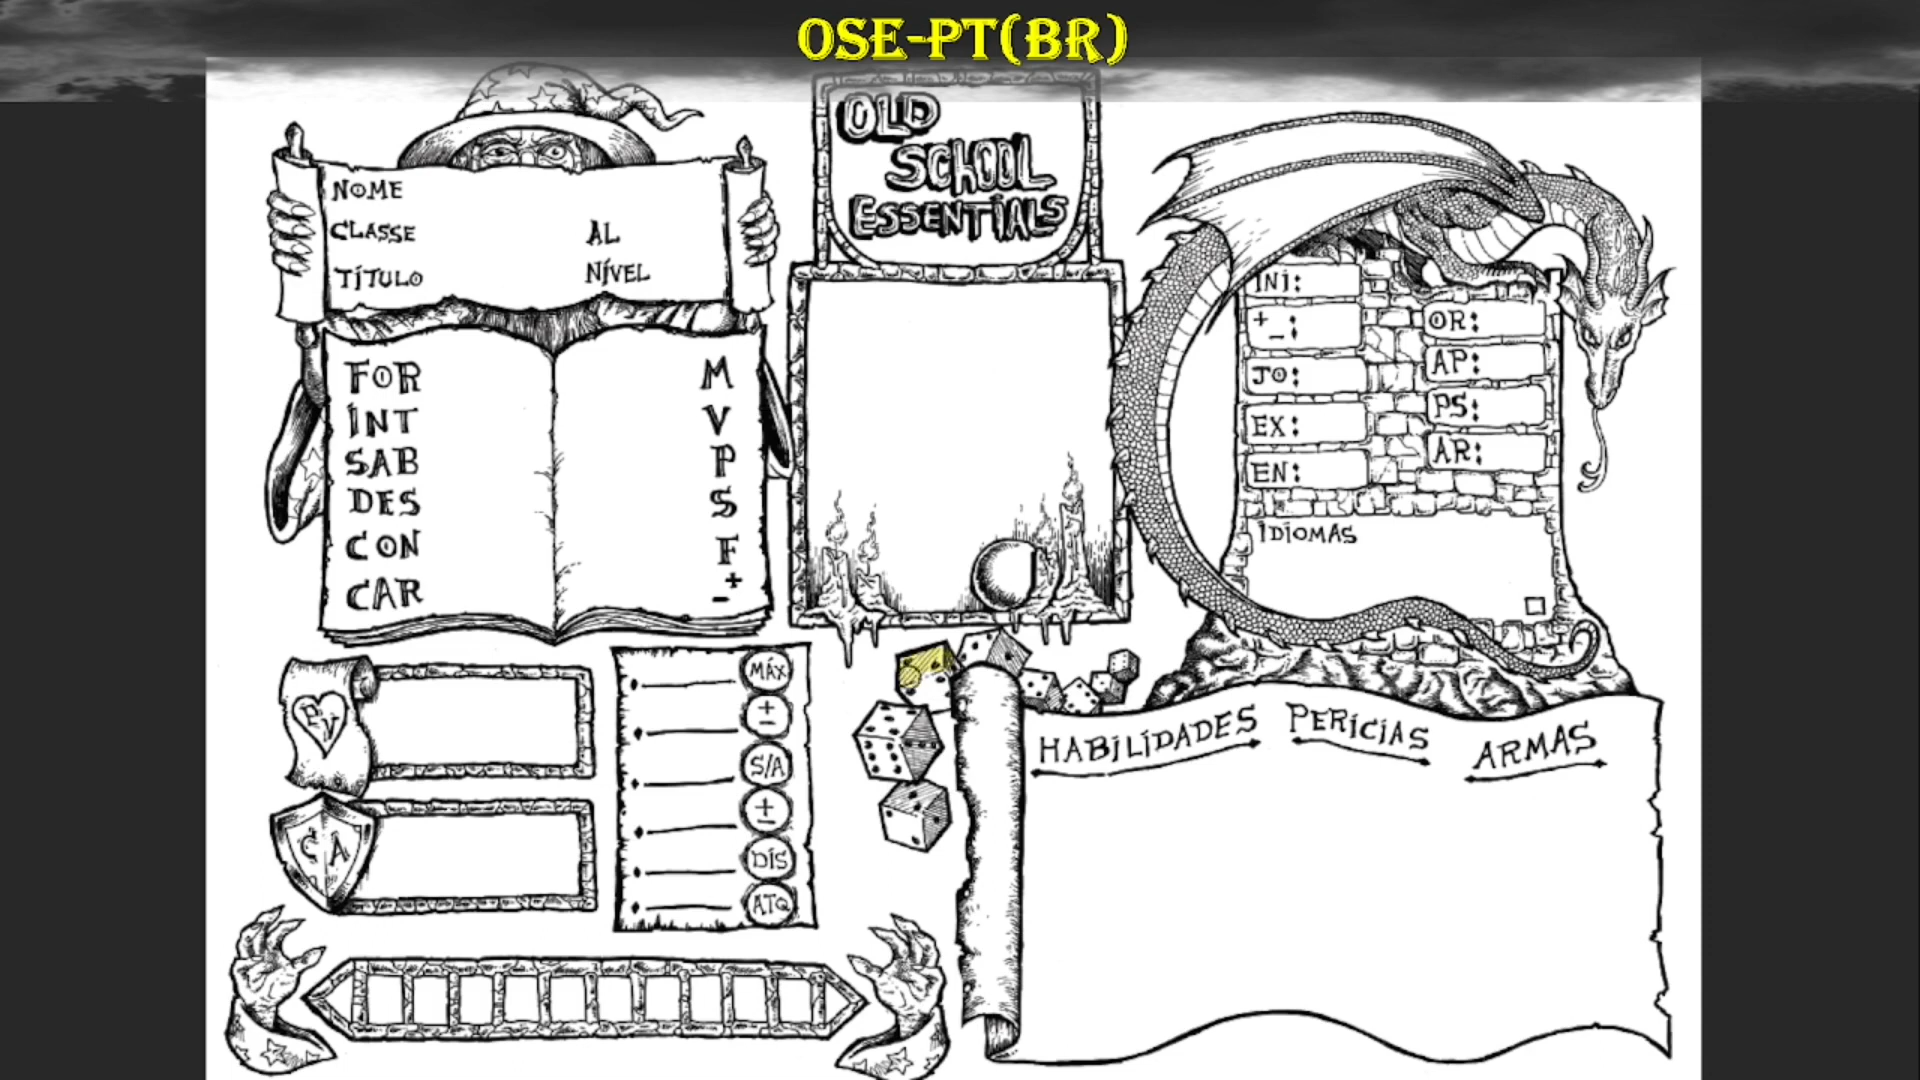 OSE-PT(BR)
OLD
SCHOOL
ESSENTIALS
NOME
CLASSE AL
TÍTULO NÍVEL
FOR M
INT V
SAB P
DES S
CON F
CAR +-
INI:
+-:
JO:
EX:
EN:
OR:
AP:
PS:
AR:
IDIOMAS
PV
CA
MÁX
±
S/A
±
DIS
ATQ
HABILIDADES PERICIAS ARMAS